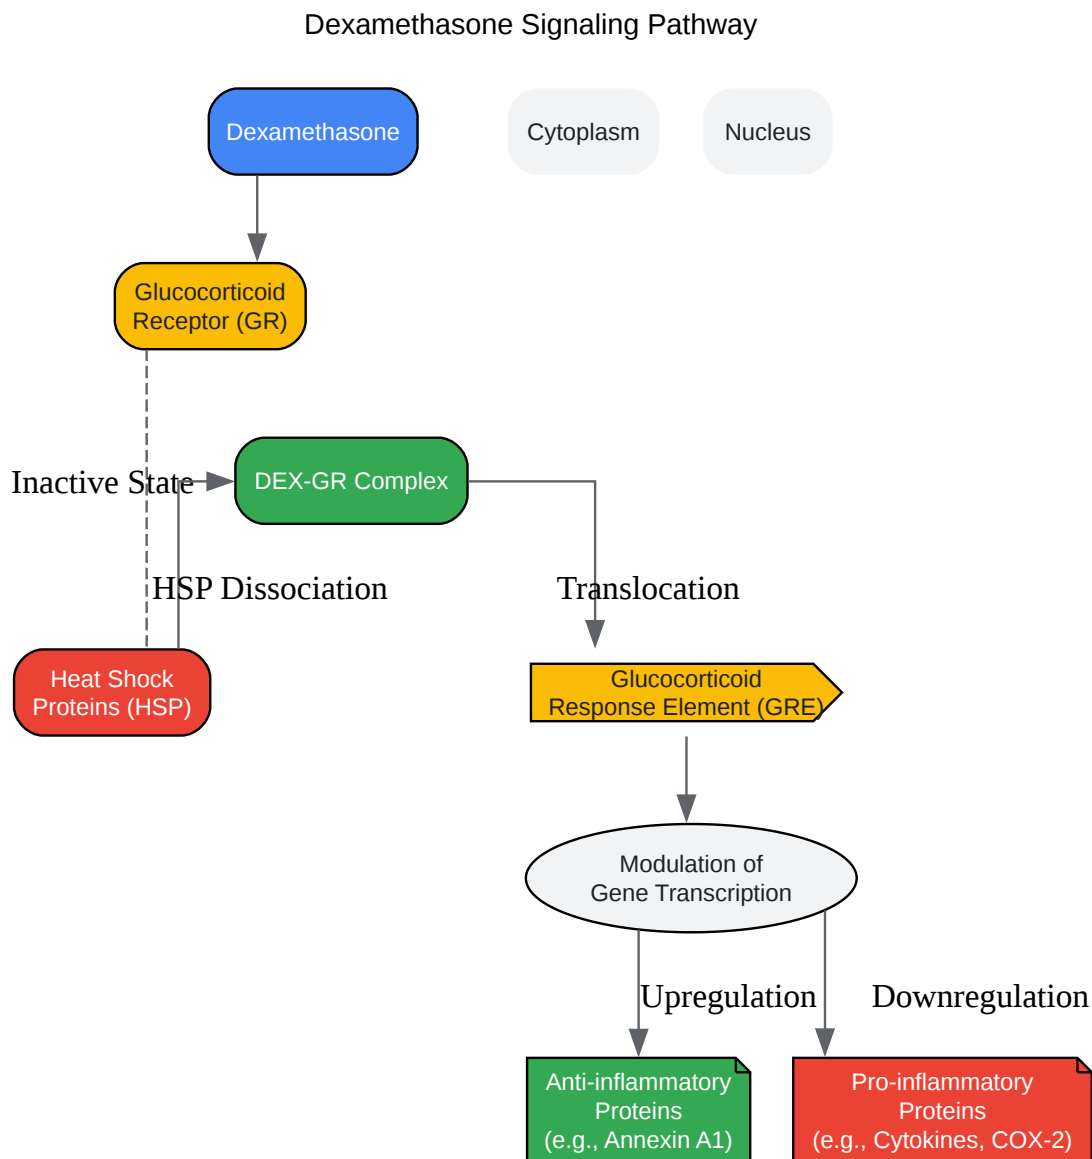 Dexamethasone Signaling Pathway
Dexamethasone
Cytoplasm
Nucleus
Glucocorticoid
Receptor (GR)
Inactive State
DEX-GR Complex
HSP Dissociation
Translocation
Heat Shock
Proteins (HSP)
Glucocorticoid
Response Element (GRE)
Modulation of
Gene Transcription
Upregulation
Downregulation
Anti-inflammatory
Proteins
(e.g., Annexin A1)
Pro-inflammatory
Proteins
(e.g., Cytokines, COX-2)